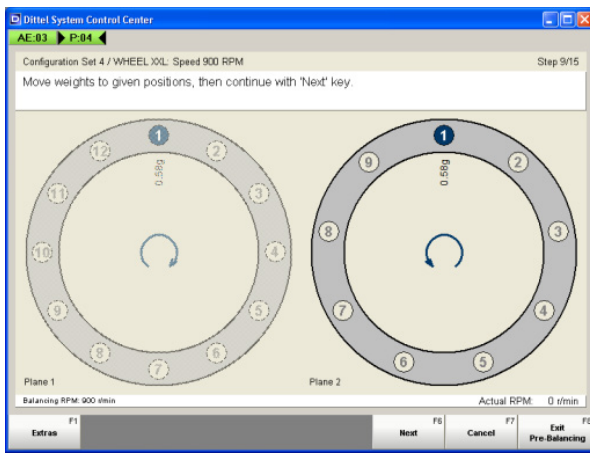 Dittel System Control Center
AE:03 P:04
Configuration Set 4 / WHEEL XXL: Speed 900 RPM Step 9/15
Move weights to given positions, then continue with 'Next' key.
1
12 2
11 3
10 4
9 5
8 6
7
0.58g
Plane 1
1
9 2
8 3
7 4
6 5
0.58g
Plane 2
Balancing RPM: 900 r/min Actual RPM: 0 r/min
F1 F6 F7 F8
Extras Next Cancel Exit
Pre-Balancing